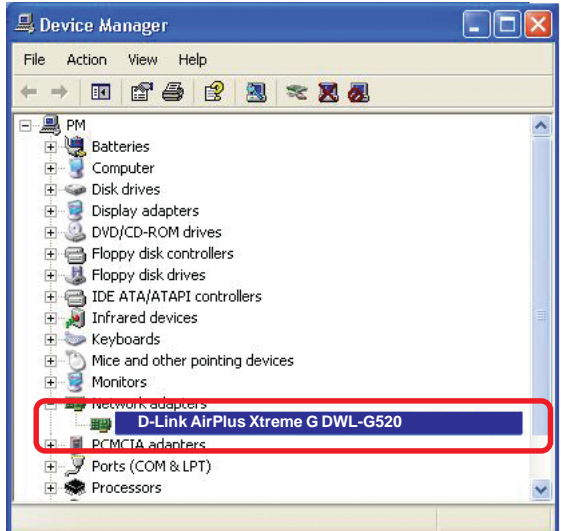 Device Manager
File Action View Help
PM
Batteries
Computer
Disk drives
Display adapters
DVD/CD-ROM drives
Floppy disk controllers
Floppy disk drives
IDE ATA/ATAPI controllers
Infrared devices
Keyboards
Mice and other pointing devices
Monitors
Network adapters
D-Link AirPlus Xtreme G DWL-G520
PCMCIA adapters
Ports (COM & LPT)
Processors